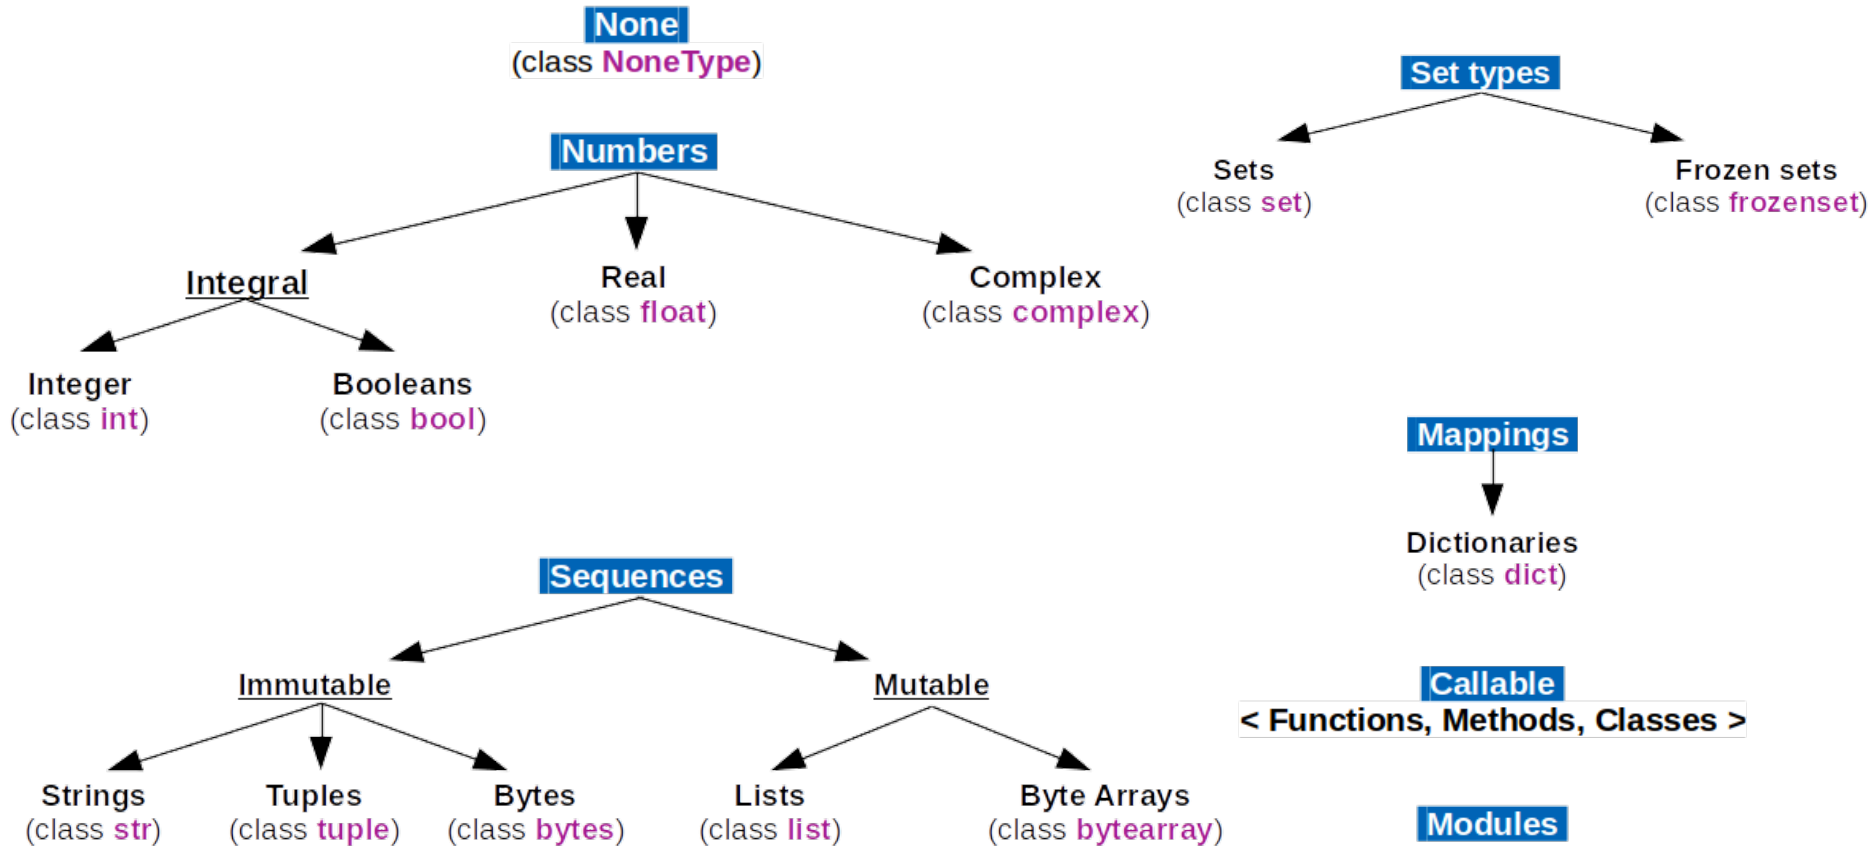 None
(class NoneType)
Numbers
Integral
Real
(class float)
Complex
(class complex)
Integer
(class int)
Booleans
(class bool)
Sequences
Immutable
Mutable
Strings
(class str)
Tuples
(class tuple)
Bytes
(class bytes)
Lists
(class list)
Byte Arrays
(class bytearray)
Set types
Sets
(class set)
Frozen sets
(class frozenset)
Mappings
Dictionaries
(class dict)
Callable
< Functions, Methods, Classes >
Modules